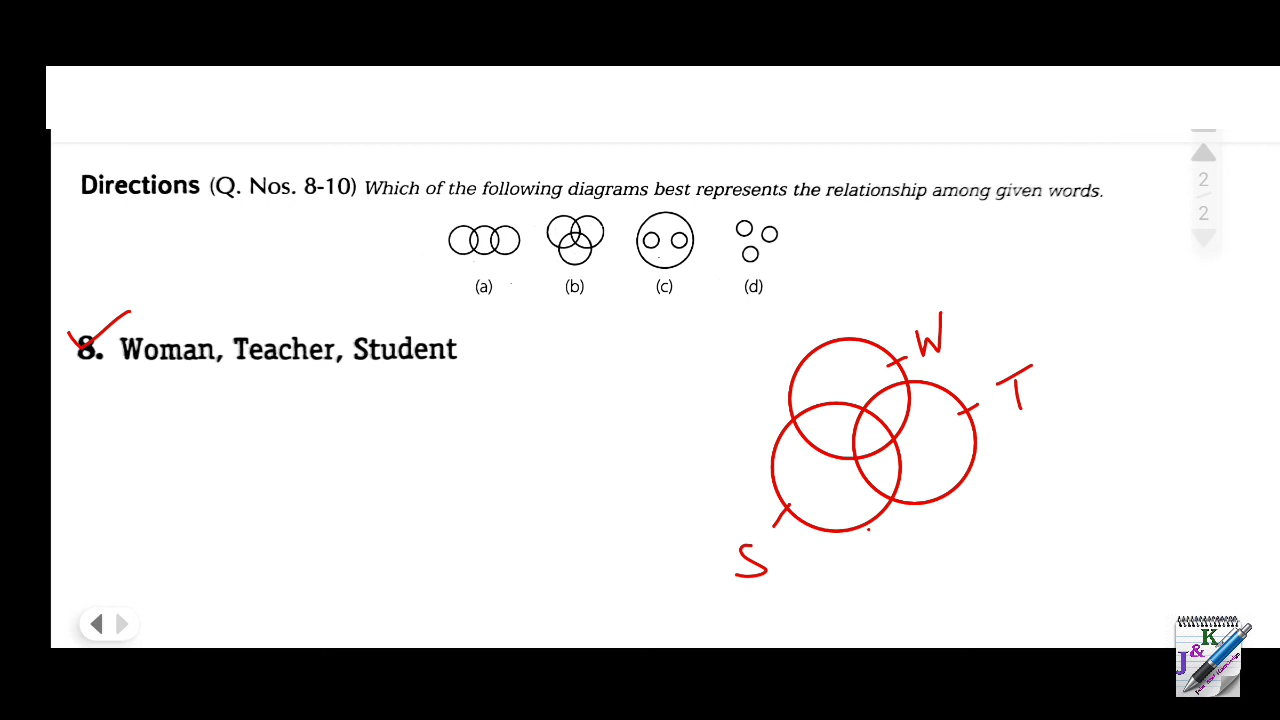 Directions (Q. Nos. 8-10) Which of the following diagrams best represents the relationship among given words.
2
2
(a) (b) (c) (d)
8. Woman, Teacher, Student
W
T
S
J & K